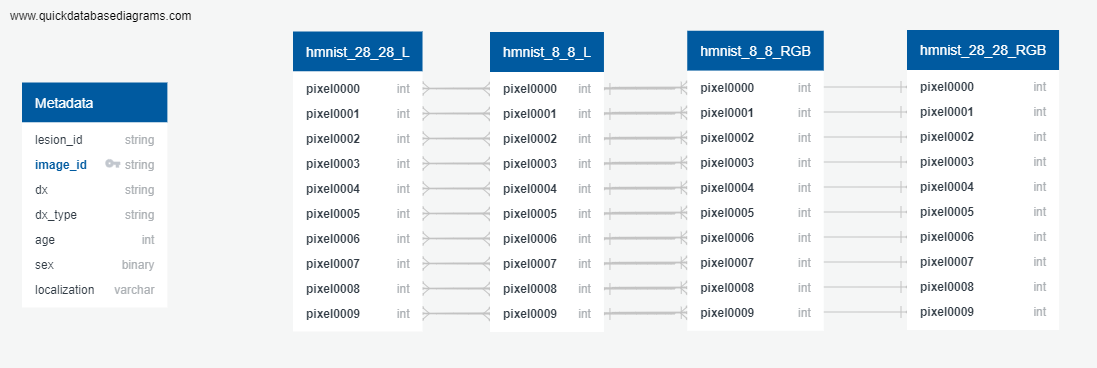 www.quickdatabasediagrams.com
Metadata
lesion_id string
image_id string
dx string
dx_type string
age int
sex binary
localization varchar
hmnist_28_28_L
pixel0000 int
pixel0001 int
pixel0002 int
pixel0003 int
pixel0004 int
pixel0005 int
pixel0006 int
pixel0007 int
pixel0008 int
pixel0009 int
hmnist_8_8_L
pixel0000 int
pixel0001 int
pixel0002 int
pixel0003 int
pixel0004 int
pixel0005 int
pixel0006 int
pixel0007 int
pixel0008 int
pixel0009 int
hmnist_8_8_RGB
pixel0000 int
pixel0001 int
pixel0002 int
pixel0003 int
pixel0004 int
pixel0005 int
pixel0006 int
pixel0007 int
pixel0008 int
pixel0009 int
hmnist_28_28_RGB
pixel0000 int
pixel0001 int
pixel0002 int
pixel0003 int
pixel0004 int
pixel0005 int
pixel0006 int
pixel0007 int
pixel0008 int
pixel0009 int